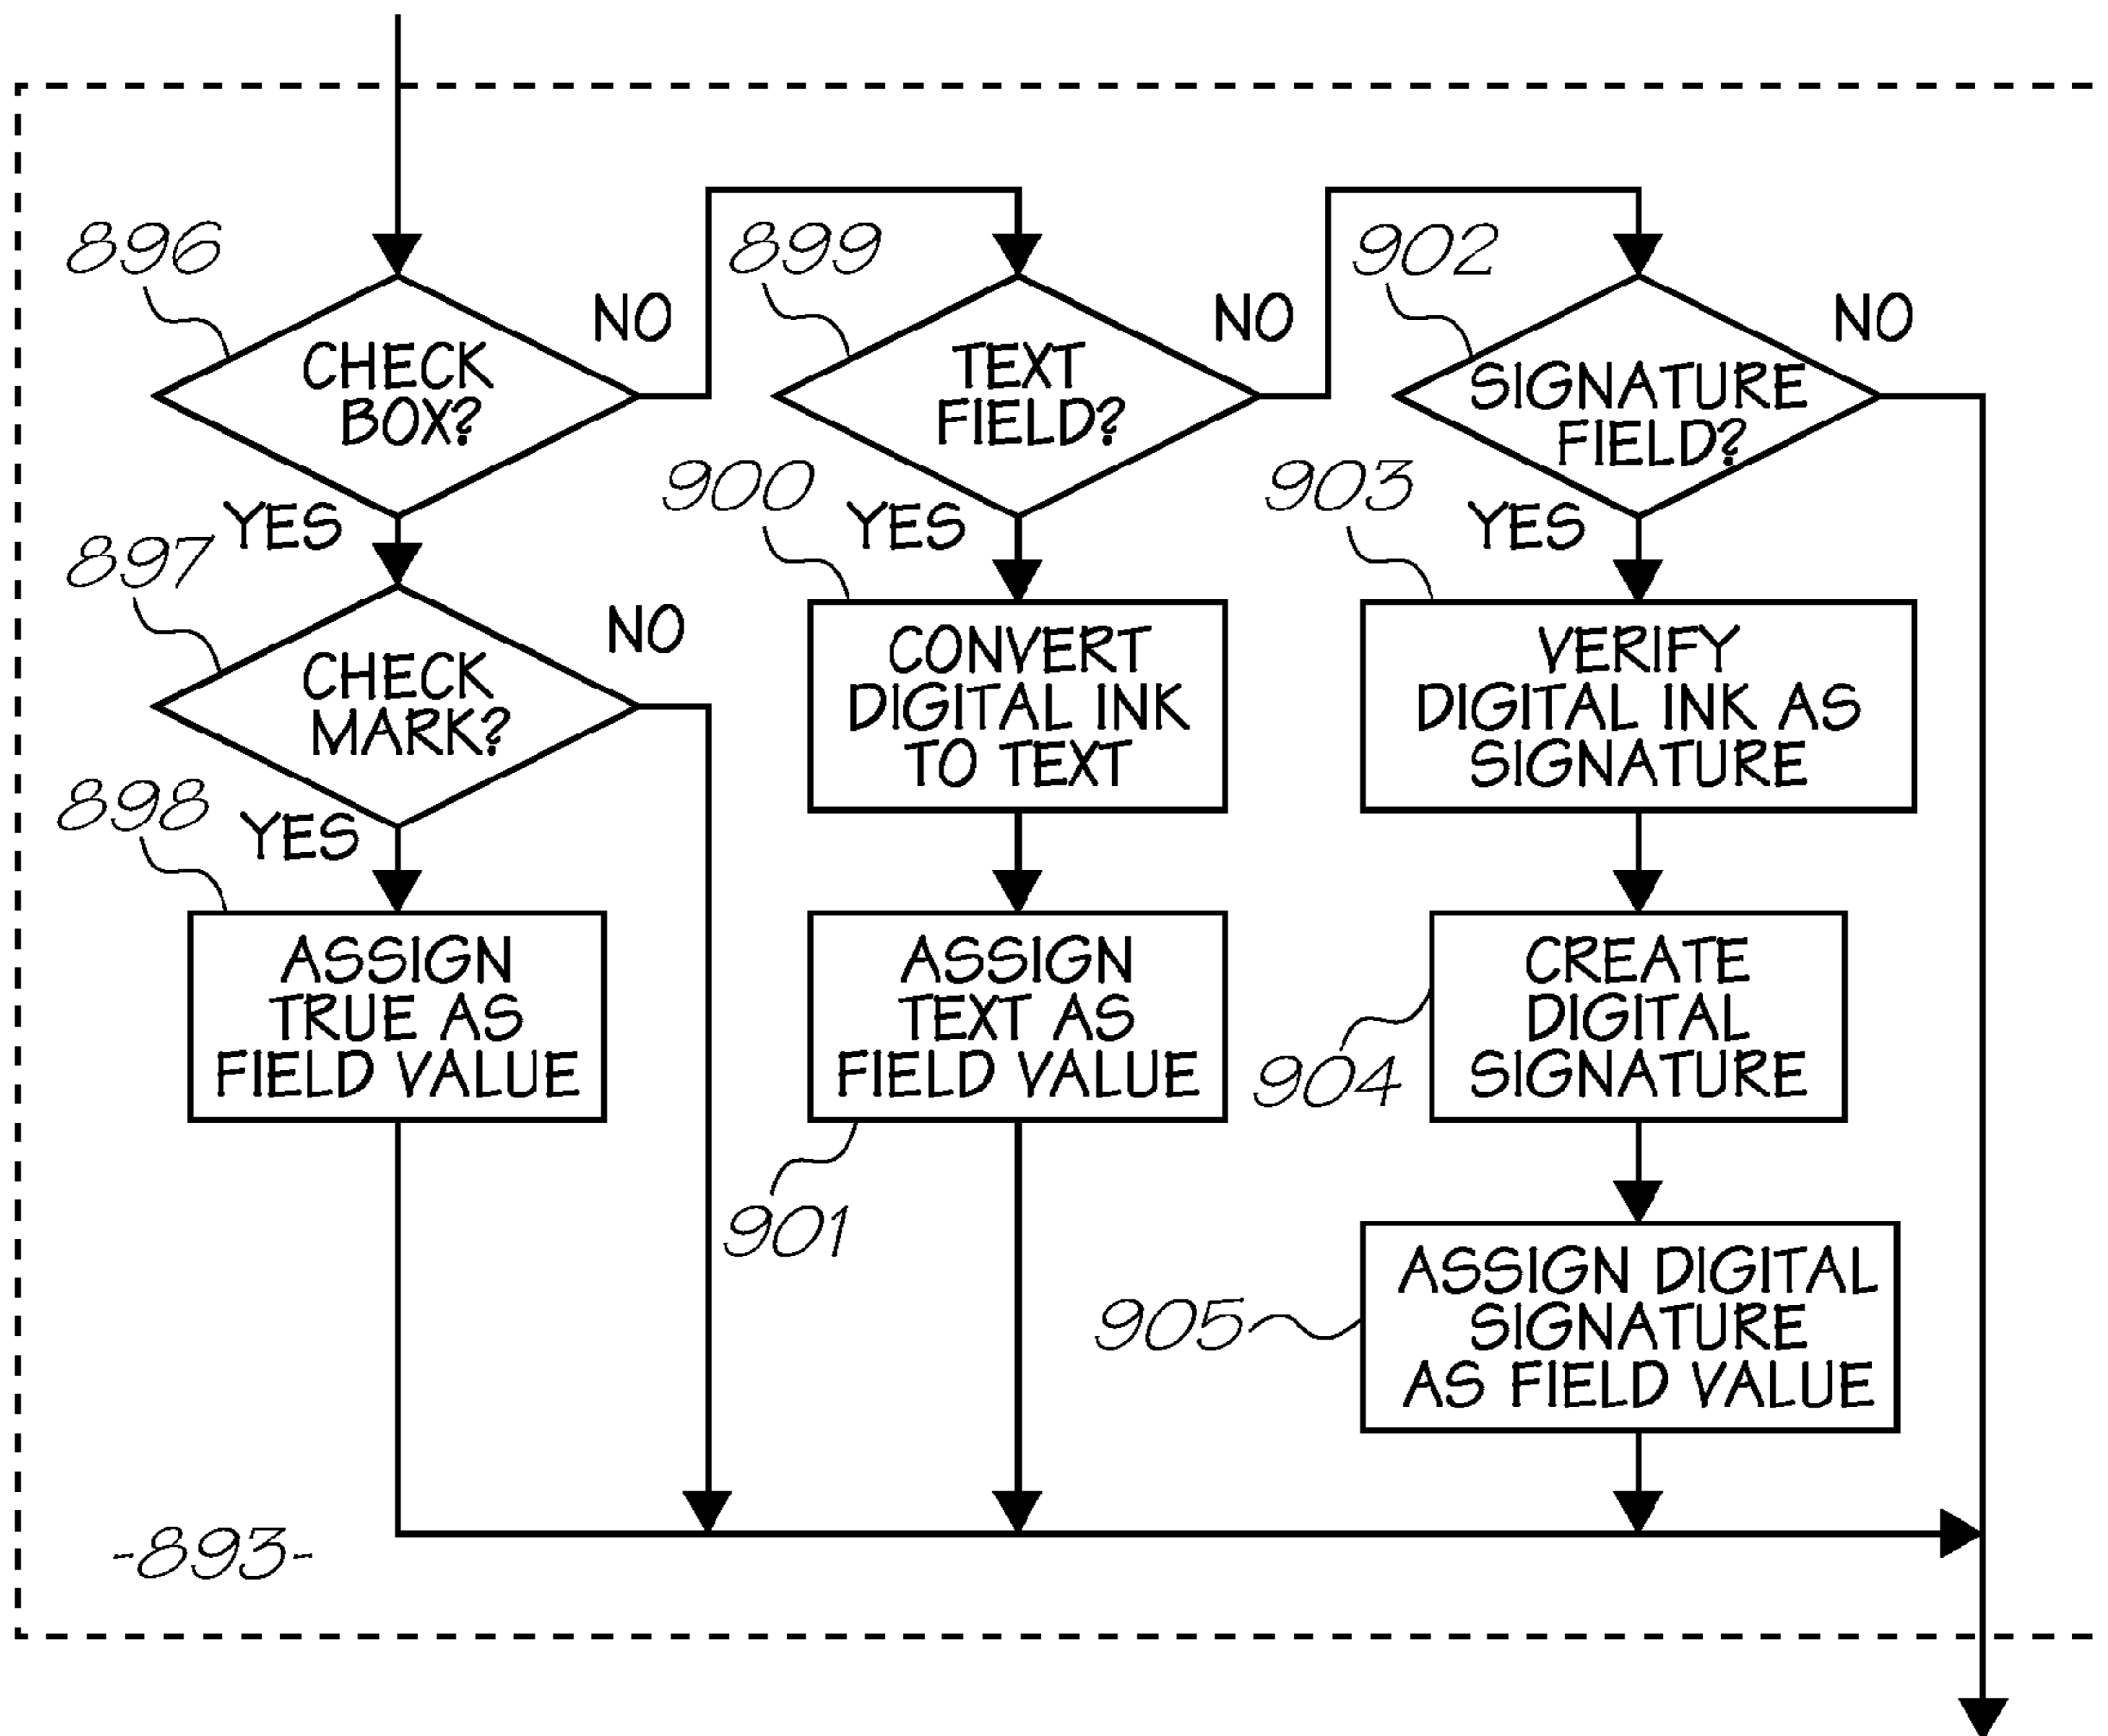 896
CHECK
BOX?
NO
YES
897
CHECK
MARK?
NO
YES
898
ASSIGN
TRUE AS
FIELD VALUE
899
TEXT
FIELD?
NO
YES
900
CONVERT
DIGITAL INK
TO TEXT
ASSIGN
TEXT AS
FIELD VALUE
901
902
SIGNATURE
FIELD?
NO
YES
903
VERIFY
DIGITAL INK AS
SIGNATURE
CREATE
DIGITAL
SIGNATURE
904
ASSIGN DIGITAL
SIGNATURE
AS FIELD VALUE
905
-893-